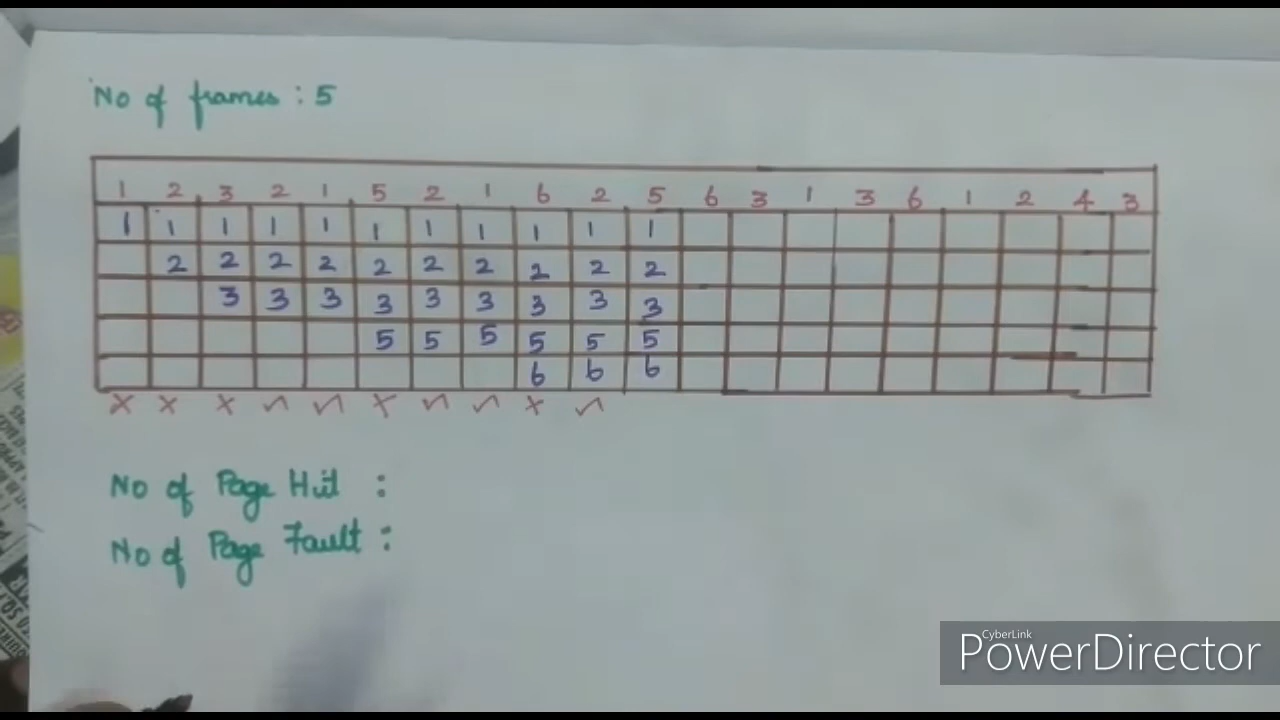 No of frames : 5
1 2 3 2 1 5 2 1 6 2 5 6 3 1 3 6 1 2 4 3
1 1 1 1 1 1 1 1 1 1 1
2 2 2 2 2 2 2 2 2 2
3 3 3 3 3 3 3 3 3
5 5 5 5 5 5
6 6 6
x x x ✓ ✓ x ✓ ✓ x ✓
No of Page Hit :
No of Page Fault :
CyberLink
PowerDirector